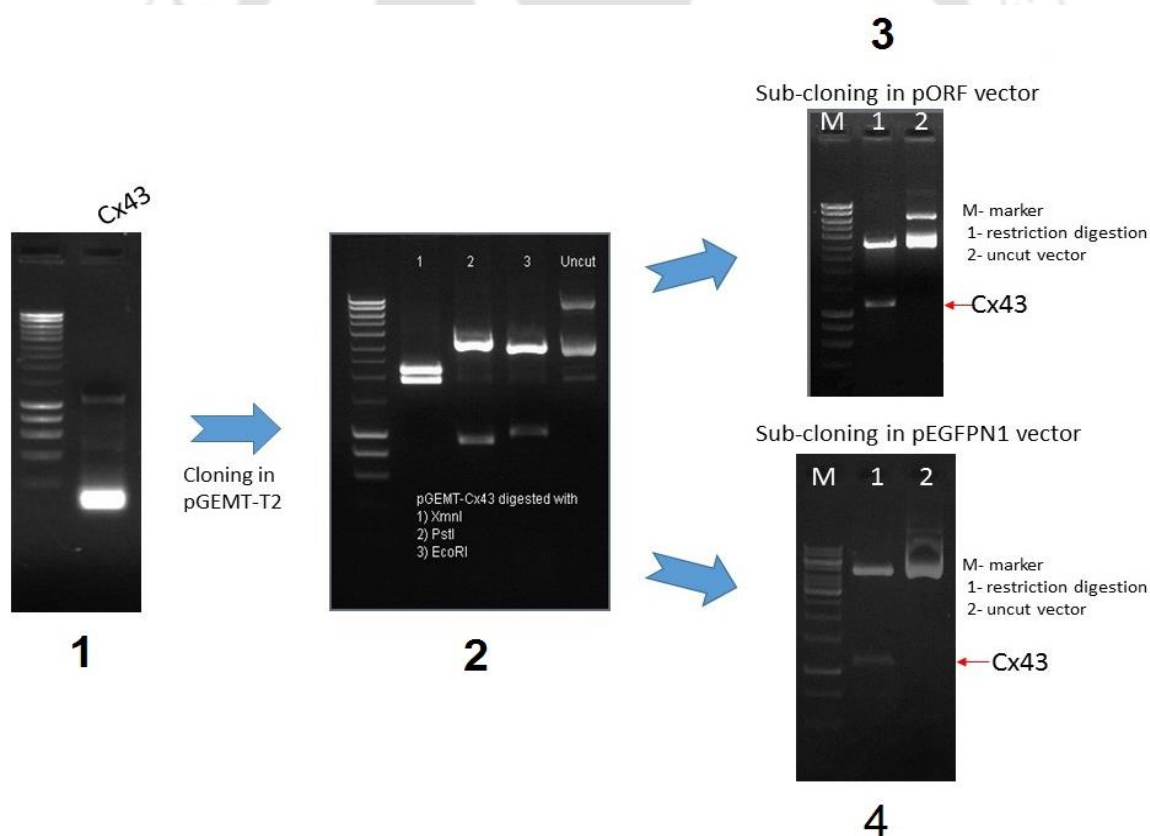 Cx43
1
Cloning in
pGEMT-T2
1 2 3 Uncut
pGEMT-Cx43 digested with
1) XmnI
2) PstI
3) EcoRI
2
3
Sub-cloning in pORF vector
M 1 2
M- marker
1- restriction digestion
2- uncut vector
Cx43
Sub-cloning in pEGFPN1 vector
M 1 2
M- marker
1- restriction digestion
2- uncut vector
Cx43
4